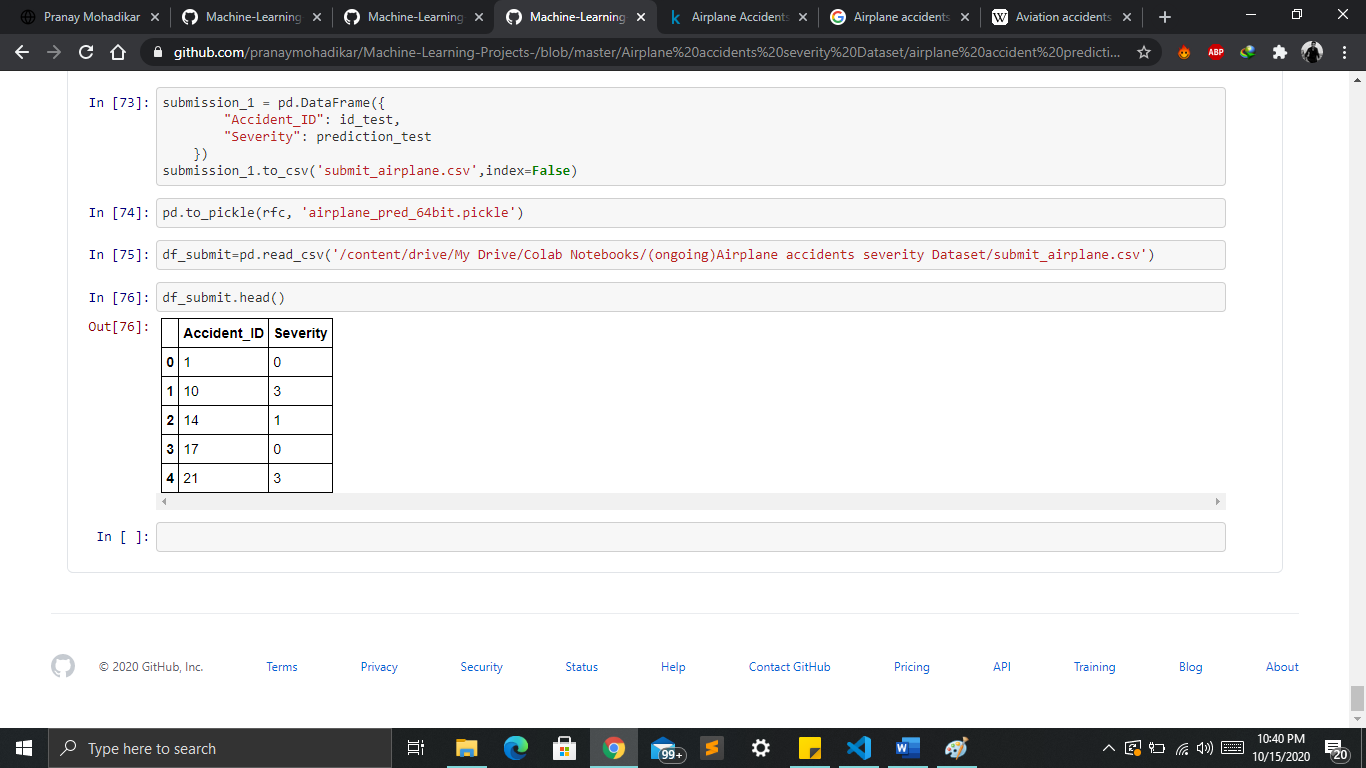 Pranay Mohadikar
Machine-Learning
Machine-Learning
Machine-Learning
Airplane Accidents
Airplane accidents
Aviation accidents
github.com/pranaymohadikar/Machine-Learning-Projects-/blob/master/Airplane%20accidents%20severity%20Dataset/airplane%20accident%20predicti...
ABP
In [73]:
submission_1 = pd.DataFrame({
        "Accident_ID": id_test,
        "Severity": prediction_test
    })
submission_1.to_csv('submit_airplane.csv',index=False)
In [74]:
pd.to_pickle(rfc, 'airplane_pred_64bit.pickle')
In [75]:
df_submit=pd.read_csv('/content/drive/My Drive/Colab Notebooks/(ongoing)Airplane accidents severity Dataset/submit_airplane.csv')
In [76]:
df_submit.head()
Out[76]:
Accident_ID Severity
0 1 0
1 10 3
2 14 1
3 17 0
4 21 3
In [ ]:
© 2020 GitHub, Inc. Terms Privacy Security Status Help Contact GitHub Pricing API Training Blog About
Type here to search
99+
10:40 PM
10/15/2020
20